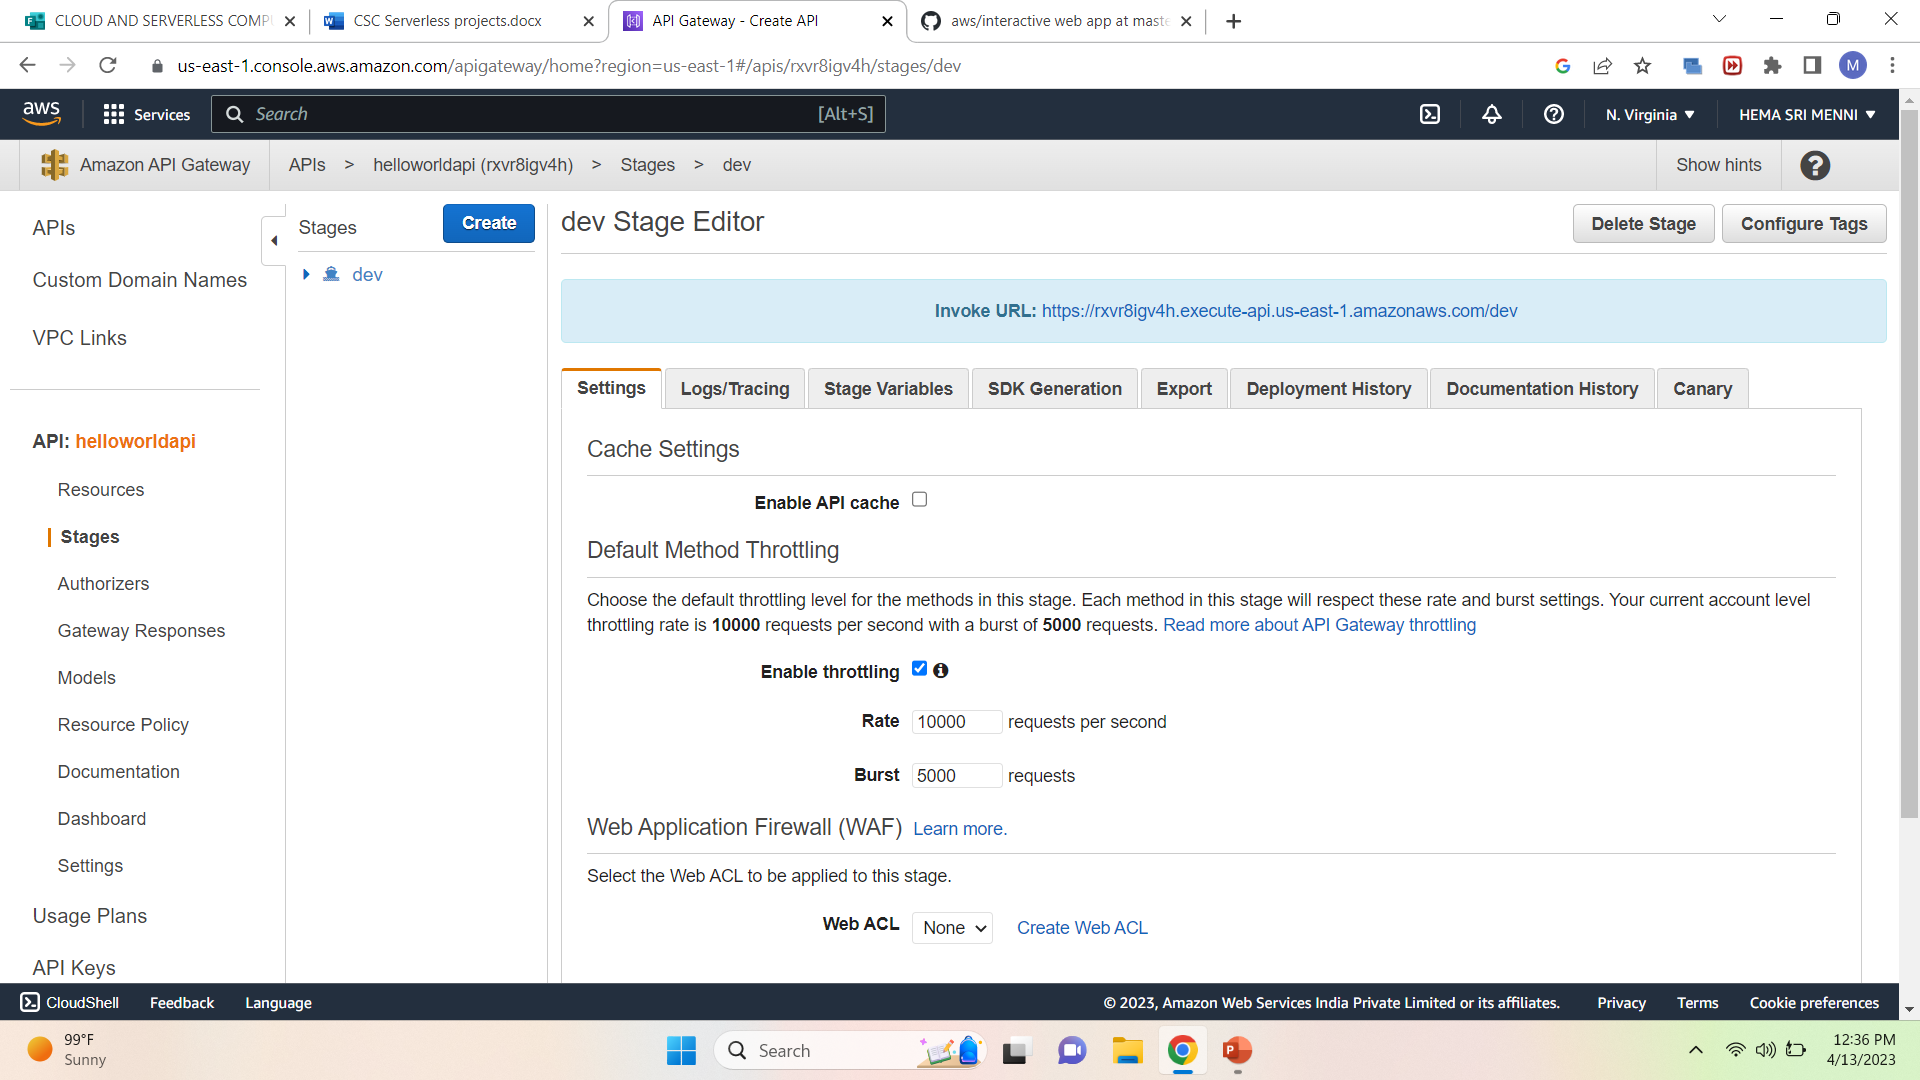 CLOUD AND SERVERLESS COMP
CSC Serverless projects.docx
API Gateway - Create API
aws/interactive web app at maste
us-east-1.console.aws.amazon.com/apigateway/home?region=us-east-1#/apis/rxvr8igv4h/stages/dev
M
aws
Services
Search
[Alt+S]
N. Virginia
HEMA SRI MENNI
Amazon API Gateway
APIs > helloworldapi (rxvr8igv4h) > Stages > dev
Show hints
APIs
Custom Domain Names
VPC Links
API: helloworldapi
Resources
Stages
Authorizers
Gateway Responses
Models
Resource Policy
Documentation
Dashboard
Settings
Usage Plans
API Keys
Stages
Create
dev
dev Stage Editor
Delete Stage
Configure Tags
Invoke URL: https://rxvr8igv4h.execute-api.us-east-1.amazonaws.com/dev
Settings
Logs/Tracing
Stage Variables
SDK Generation
Export
Deployment History
Documentation History
Canary
Cache Settings
Enable API cache
Default Method Throttling
Choose the default throttling level for the methods in this stage. Each method in this stage will respect these rate and burst settings. Your current account level
throttling rate is 10000 requests per second with a burst of 5000 requests. Read more about API Gateway throttling
Enable throttling
Rate 10000 requests per second
Burst 5000 requests
Web Application Firewall (WAF) Learn more.
Select the Web ACL to be applied to this stage.
Web ACL None Create Web ACL
CloudShell
Feedback
Language
© 2023, Amazon Web Services India Private Limited or its affiliates.
Privacy
Terms
Cookie preferences
99°F
Sunny
Search
12:36 PM
4/13/2023